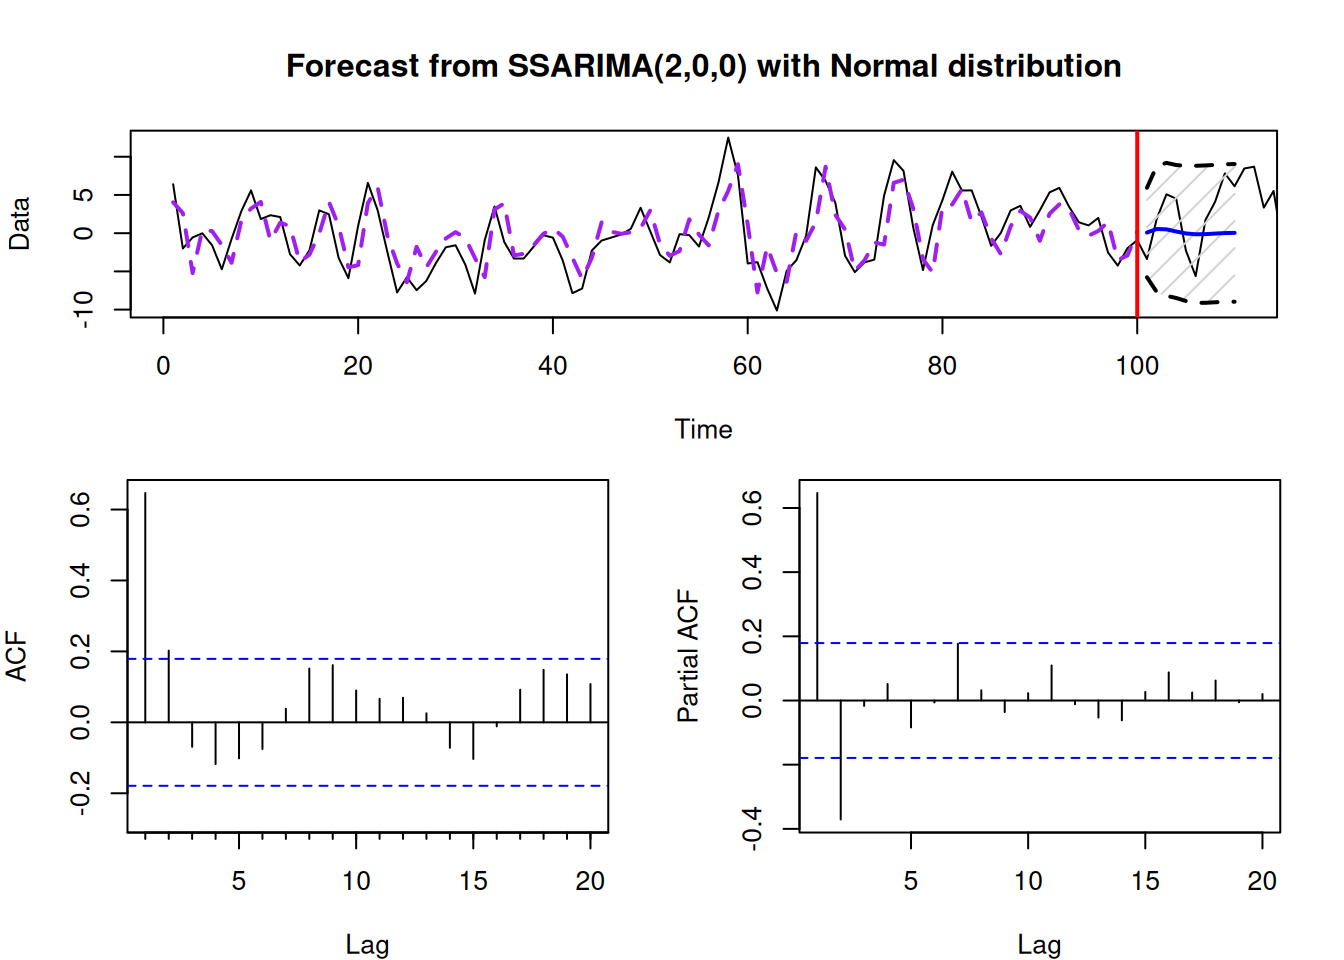 Forecast from SSARIMA(2,0,0) with Normal distribution
Data
5
0
-10
0 20 40 60 80 100
Time
ACF
0.6
0.4
0.2
0.0
-0.2
5 10 15 20
Lag
Partial ACF
0.6
0.4
0.2
0.0
-0.4
5 10 15 20
Lag